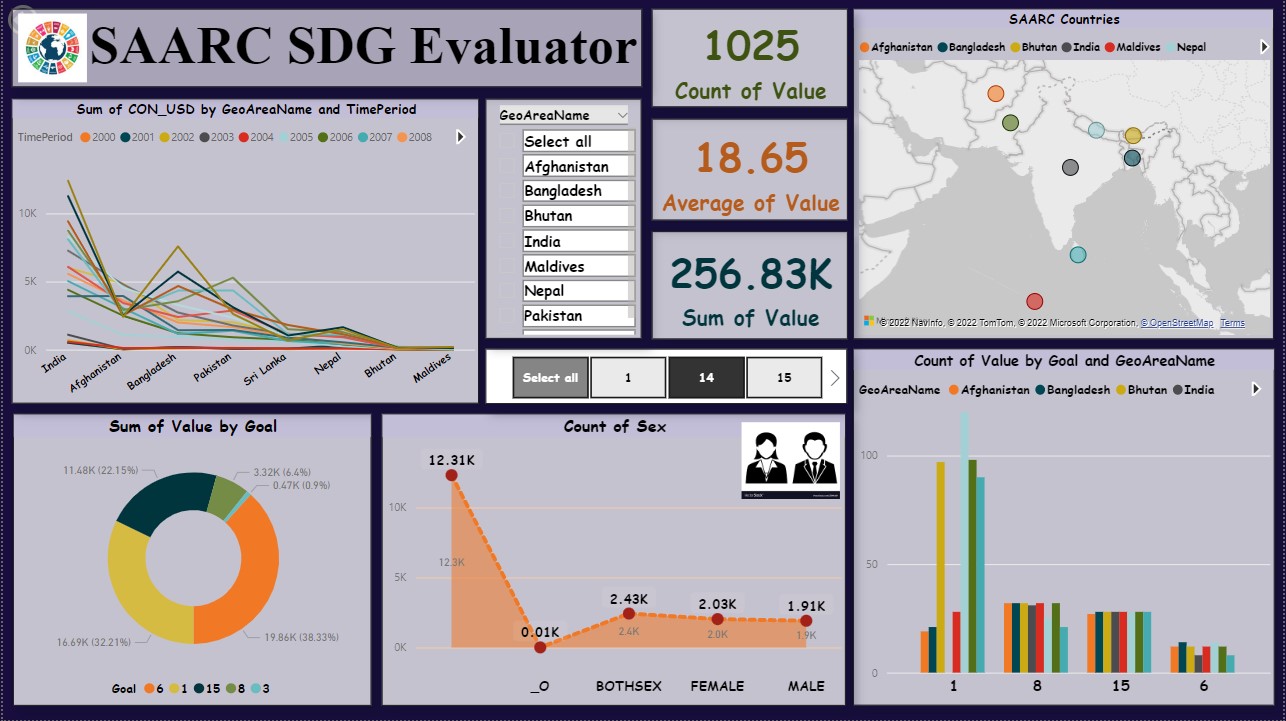 SAARC SDG Evaluator
1025
Count of Value
18.65
Average of Value
256.83K
Sum of Value
SAARC Countries
Afghanistan Bangladesh Bhutan India Maldives Nepal
© 2022 NavInfo, © 2022 TomTom, © 2022 Microsoft Corporation, © OpenStreetMap Terms
Sum of CON_USD by GeoAreaName and TimePeriod
TimePeriod 2000 2001 2002 2003 2004 2005 2006 2007 2008
10K
5K
0K
India Afghanistan Bangladesh Pakistan Sri Lanka Nepal Bhutan Maldives
GeoAreaName
Select all
Afghanistan
Bangladesh
Bhutan
India
Maldives
Nepal
Pakistan
Select all 1 14 15
Sum of Value by Goal
11.48K (22.15%)
3.32K (6.4%)
0.47K (0.9%)
16.69K (32.21%)
19.86K (38.33%)
Goal 6 1 15 8 3
Count of Sex
12.31K
10K
12.3K
5K
2.43K
2.03K
1.91K
0.01K
2.4K
2.0K
1.9K
0K
_O BOTHSEX FEMALE MALE
Count of Value by Goal and GeoAreaName
GeoAreaName Afghanistan Bangladesh Bhutan India
100
50
0
1 8 15 6